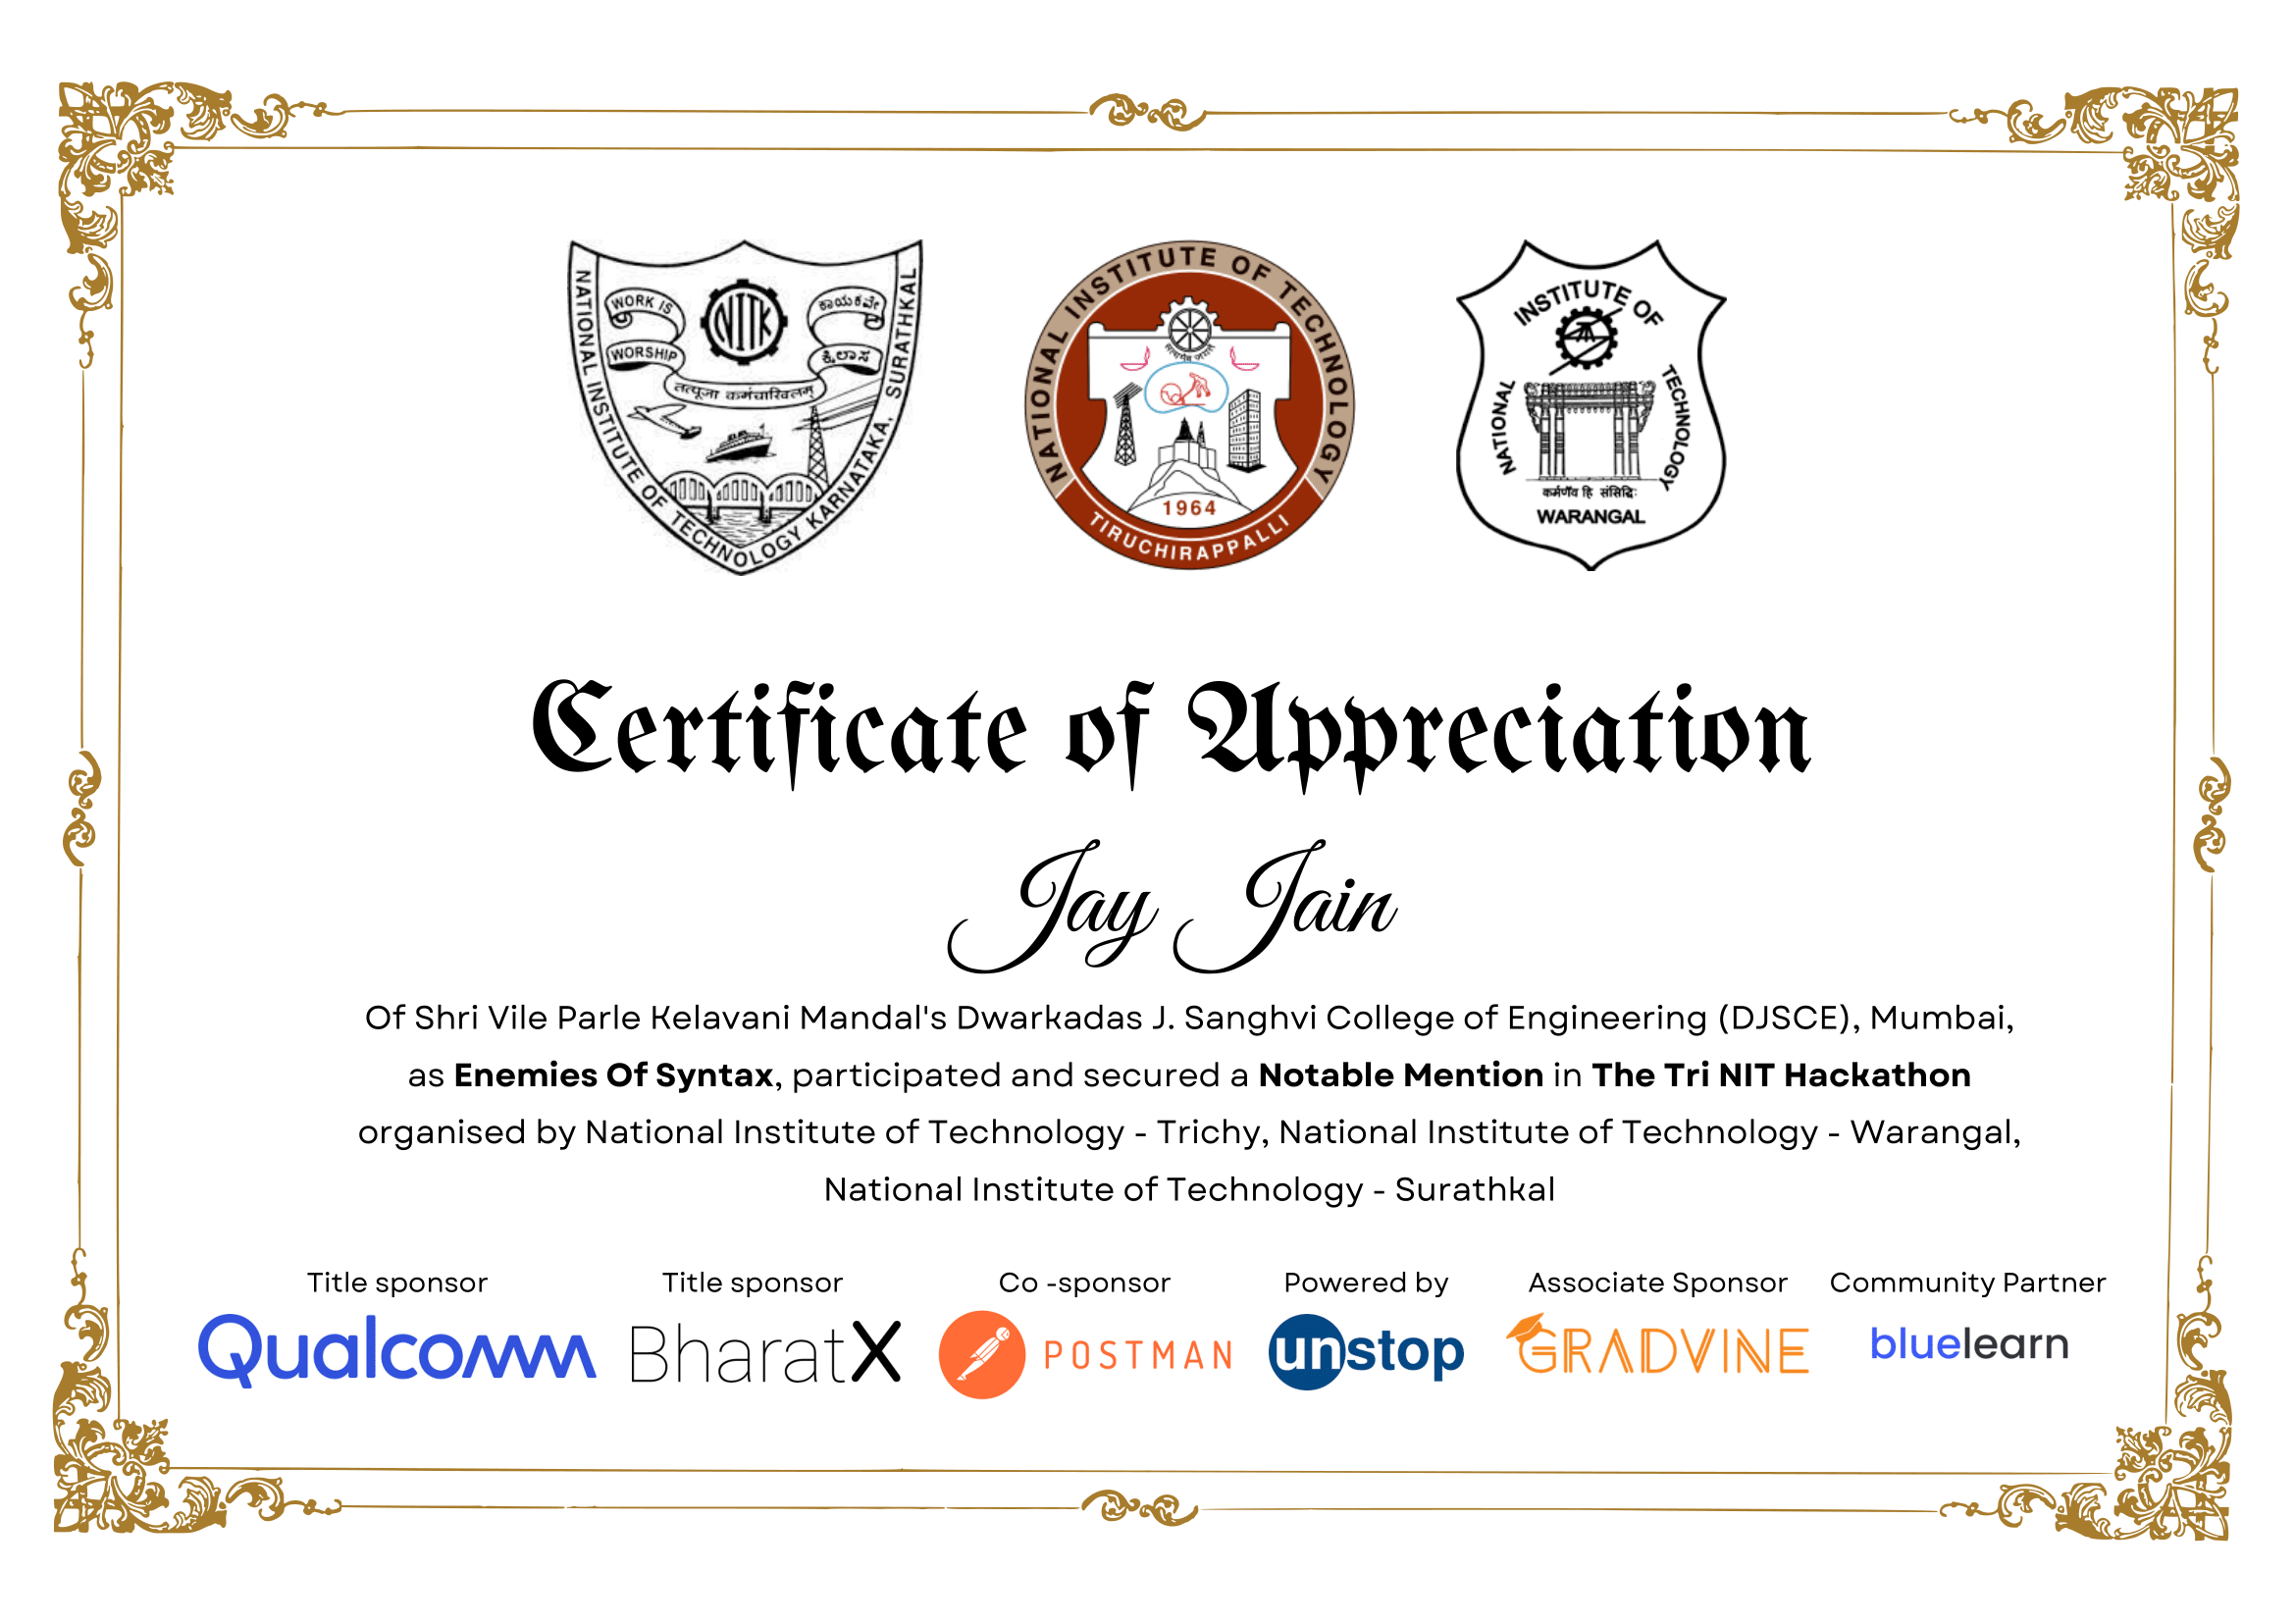 WORK IS
WORSHIP
NITK
ಕಾಯಕವೇ
ಕೈಲಾಸ
तत्पूजा कर्मचाखिलम्
NATIONAL INSTITUTE OF TECHNOLOGY KARNATAKA, SURATHKAL
NATIONAL INSTITUTE OF TECHNOLOGY
सत्यमेव जयते
1964
TIRUCHIRAPPALLI
NATIONAL INSTITUTE OF TECHNOLOGY
कर्मणैव हि संसिद्धिः
WARANGAL
Certificate of Appreciation
Jay Jain
Of Shri Vile Parle Kelavani Mandal's Dwarkadas J. Sanghvi College of Engineering (DJSCE), Mumbai,
as Enemies Of Syntax, participated and secured a Notable Mention in The Tri NIT Hackathon
organised by National Institute of Technology - Trichy, National Institute of Technology - Warangal,
National Institute of Technology - Surathkal
Title sponsor Title sponsor Co -sponsor Powered by Associate Sponsor Community Partner
Qualcomm BharatX POSTMAN unstop GRADVINE bluelearn